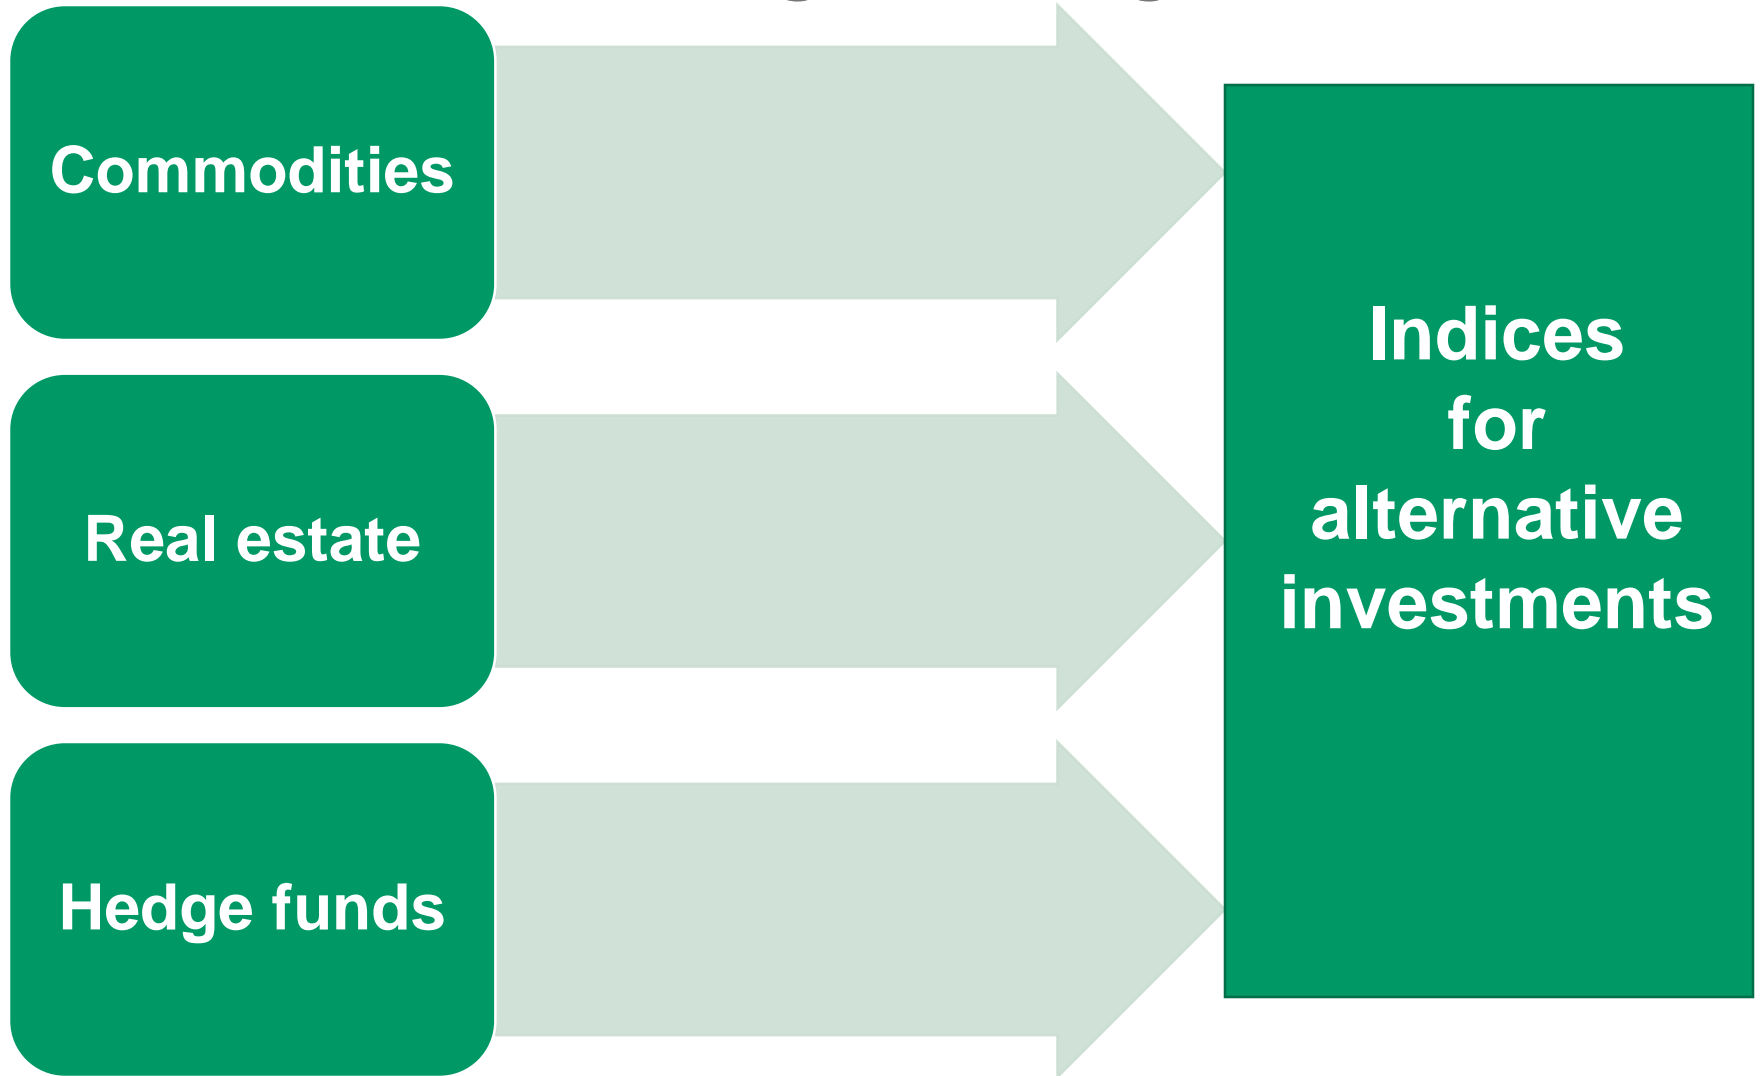 Commodities
Real estate
Hedge funds
Indices
for
alternative
investments